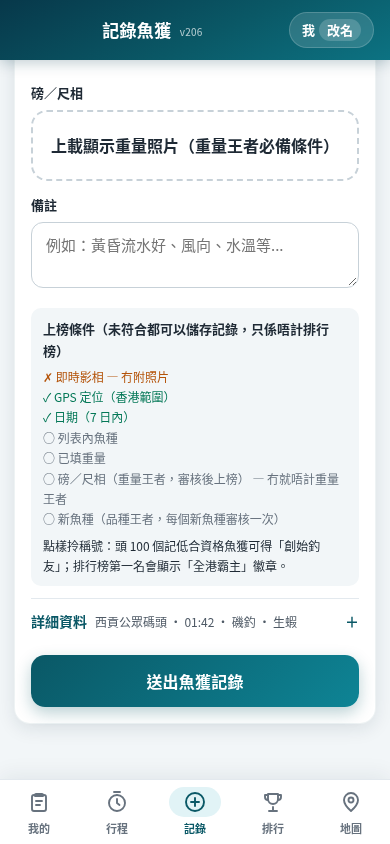 記錄魚獲 v206
我 改名
磅／尺相
上載顯示重量照片（重量王者必備條件）
備註
例如：黃昏流水好、風向、水溫等...
上榜條件（未符合都可以儲存記錄，只係唔計排行
榜）
✗ 即時影相 — 冇附照片
✓ GPS 定位（香港範圍）
✓ 日期（7 日內）
〇 列表內魚種
〇 已填重量
〇 磅／尺相（重量王者，審核後上榜） — 冇就唔計重量
王者
〇 新魚種（品種王者，每個新魚種審核一次）
點樣拎稱號：頭 100 個記低合資格魚獲可得「創始釣
友」；排行榜第一名會顯示「全港霸主」徽章。
詳細資料 西貢公眾碼頭 · 01:42 · 磯釣 · 生蝦 +
送出魚獲記錄
我的 行程 記錄 排行 地圖